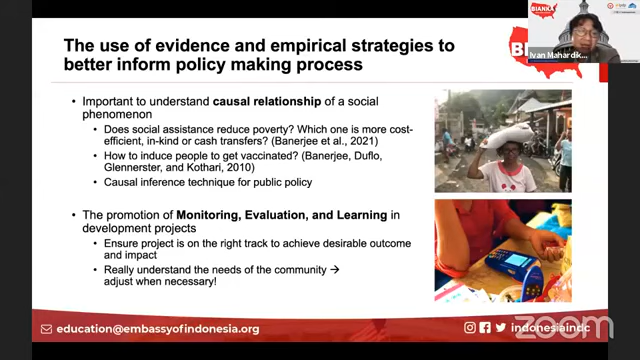 BIANKA
The use of evidence and empirical strategies to
better inform policy making process
Ivan Mahardik...
• Important to understand causal relationship of a social
phenomenon
• Does social assistance reduce poverty? Which one is more cost-
efficient, in-kind or cash transfers? (Banerjee et al., 2021)
• How to induce people to get vaccinated? (Banerjee, Duflo,
Glennerster, and Kothari, 2010)
• Causal inference technique for public policy
• The promotion of Monitoring, Evaluation, and Learning in
development projects
• Ensure project is on the right track to achieve desirable outcome
and impact
• Really understand the needs of the community →
adjust when necessary!
education@embassyofindonesia.org
indonesiaindc
zoom